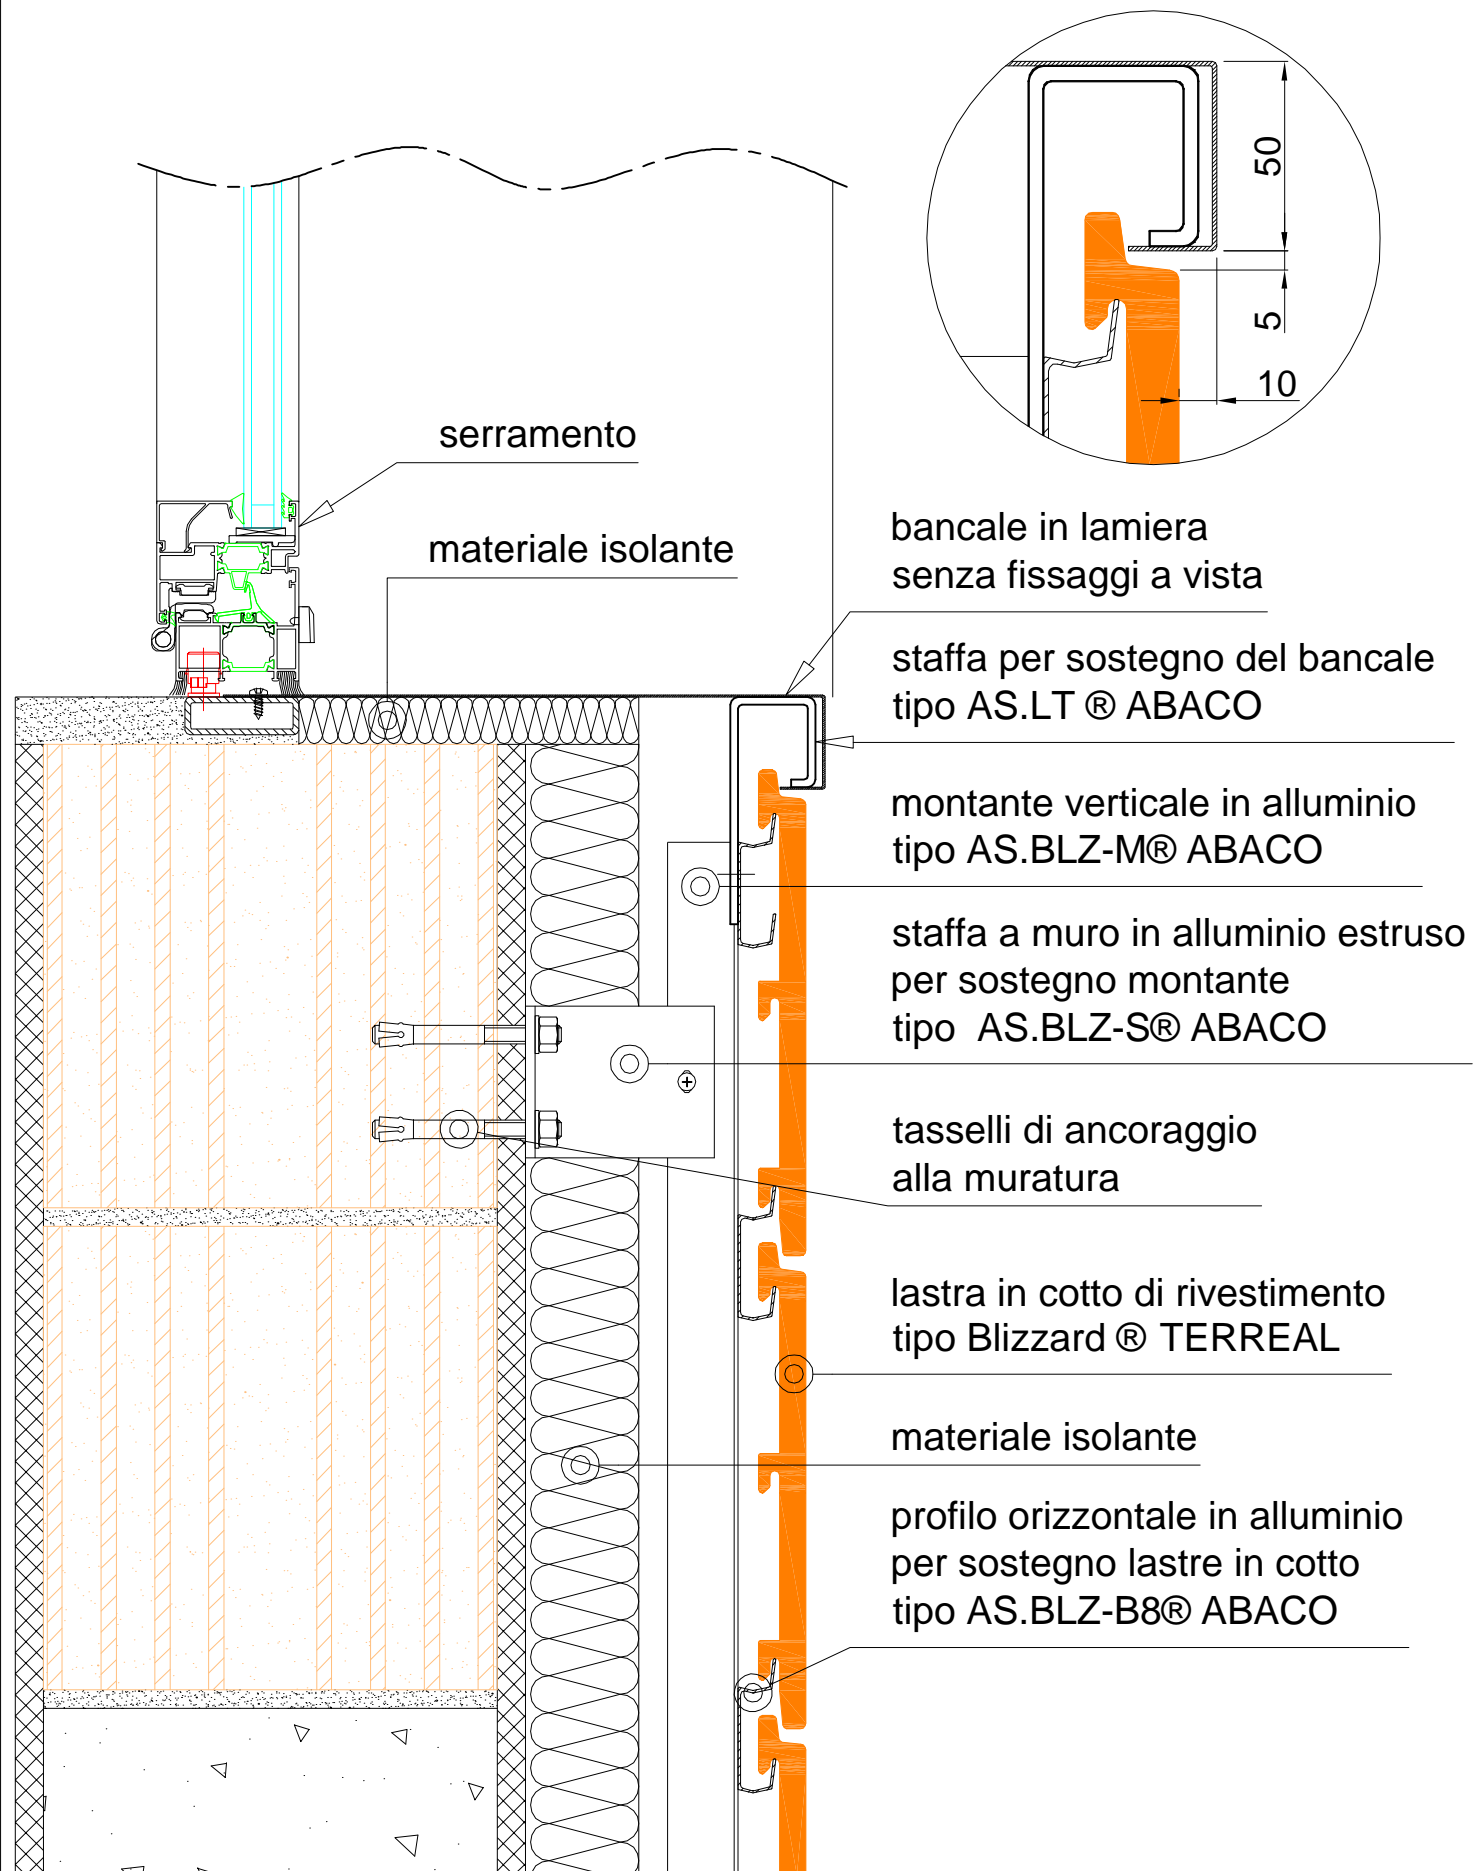 50
5
10
serramento
materiale isolante
bancale in lamiera
senza fissaggi a vista
staffa per sostegno del bancale
tipo AS.LT ® ABACO
montante verticale in alluminio
tipo AS.BLZ-M® ABACO
staffa a muro in alluminio estruso
per sostegno montante
tipo  AS.BLZ-S® ABACO
tasselli di ancoraggio
alla muratura
lastra in cotto di rivestimento
tipo Blizzard ® TERREAL
materiale isolante
profilo orizzontale in alluminio
per sostegno lastre in cotto
tipo AS.BLZ-B8® ABACO